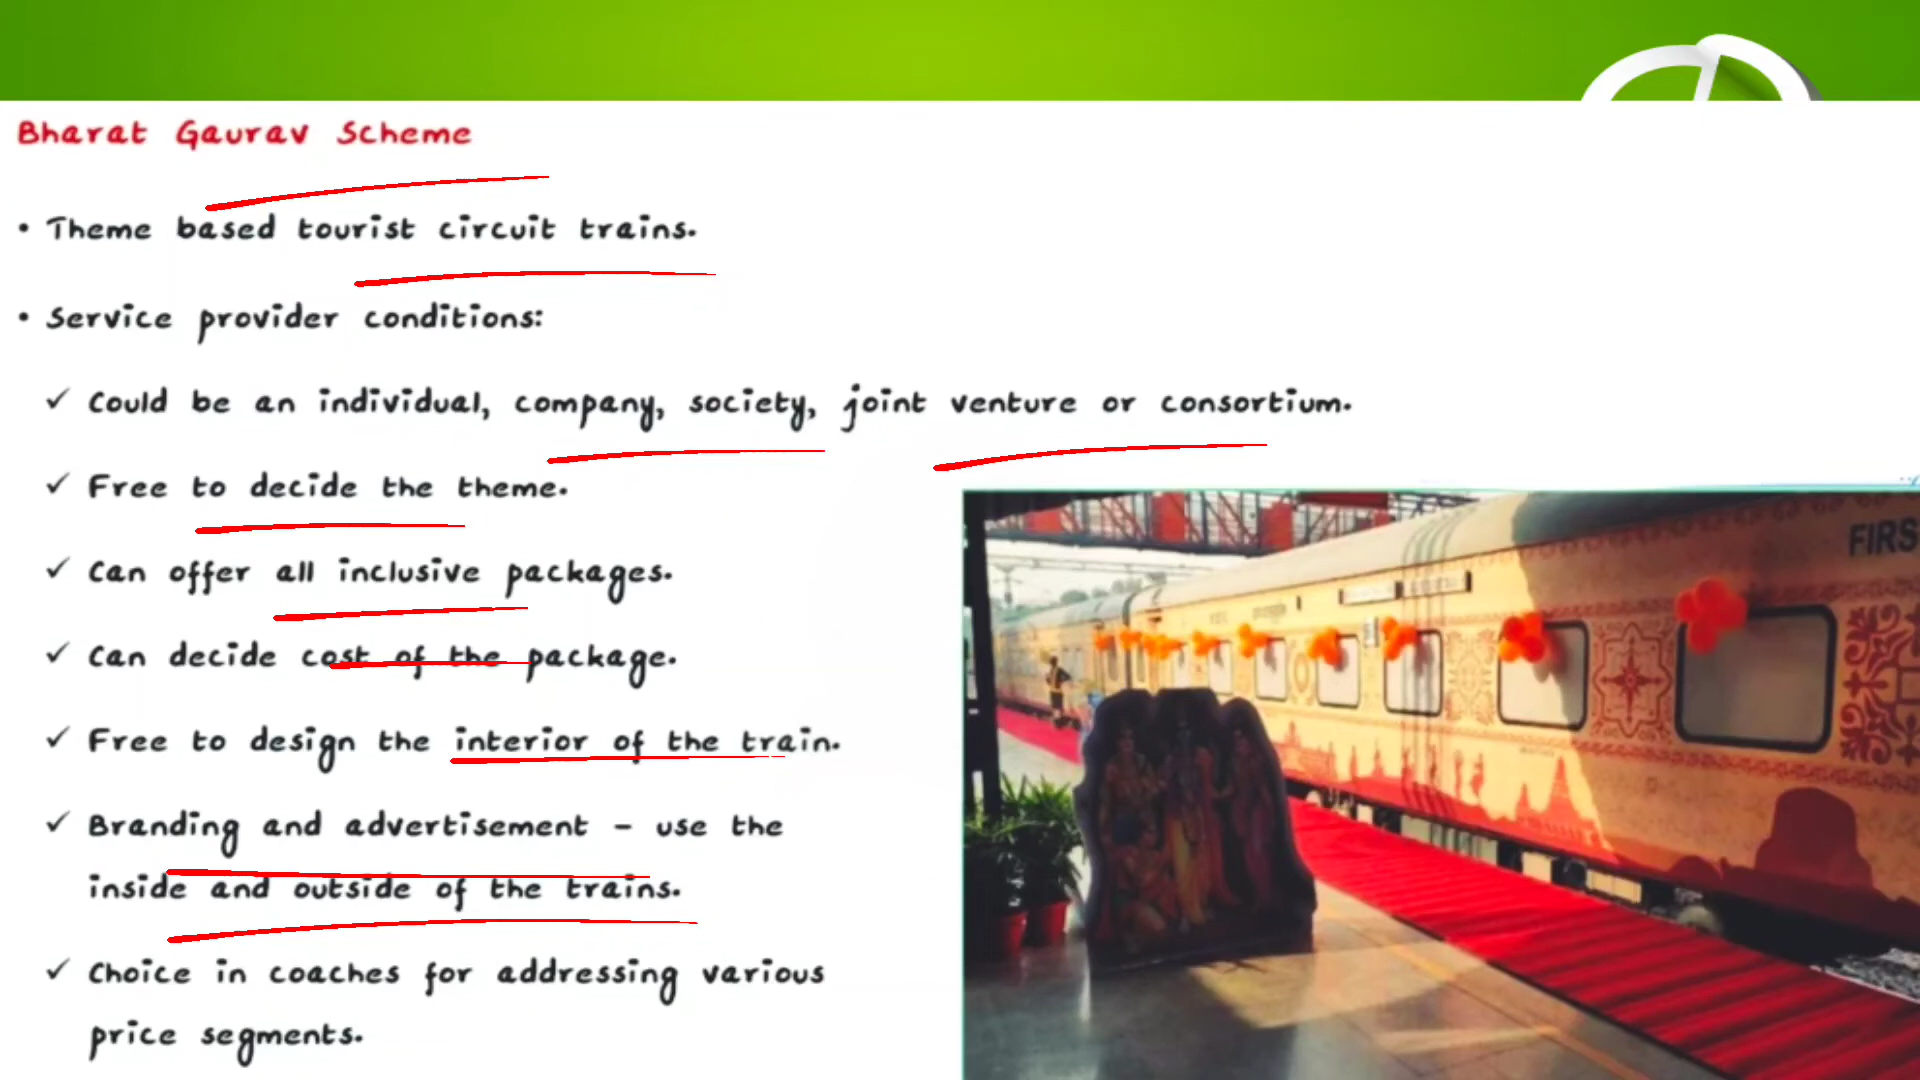 Bharat Gaurav Scheme
• Theme based tourist circuit trains.
• Service provider conditions:
✓ Could be an individual, company, society, joint venture or consortium.
✓ Free to decide the theme.
✓ Can offer all inclusive packages.
✓ Can decide cost of the package.
✓ Free to design the interior of the train.
✓ Branding and advertisement – use the
inside and outside of the trains.
✓ Choice in coaches for addressing various
price segments.
FIRS